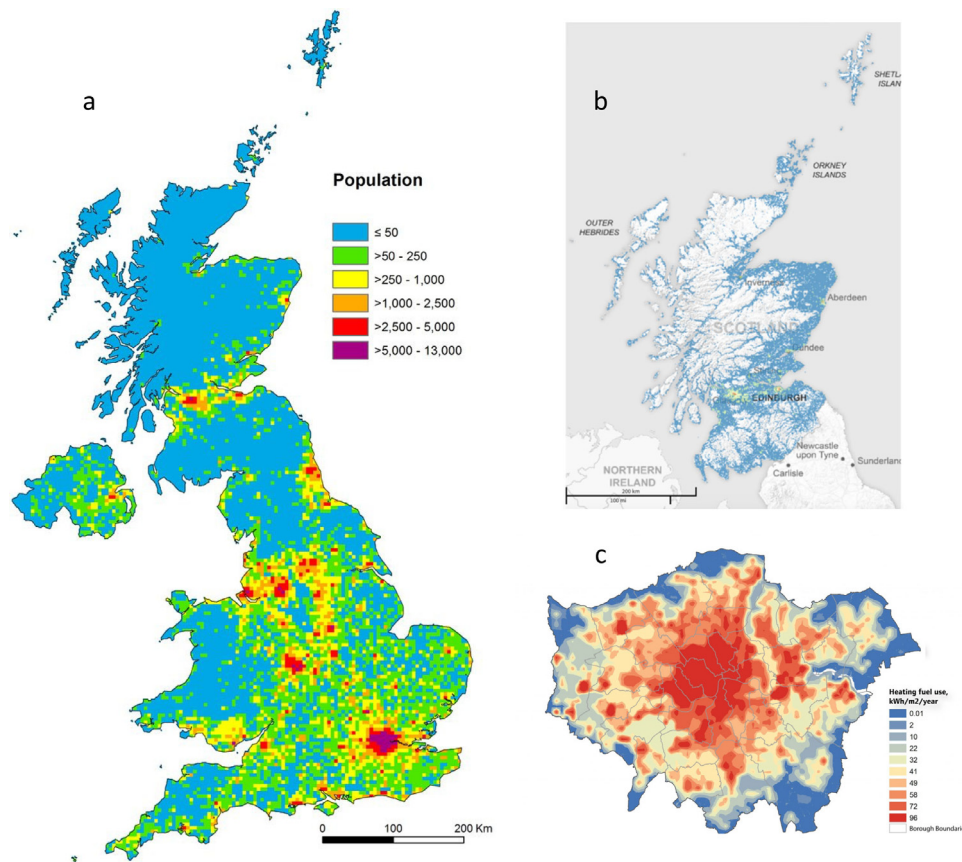 a
Population
≤ 50
>50 - 250
>250 - 1,000
>1,000 - 2,500
>2,500 - 5,000
>5,000 - 13,000
0 100 200 Km
b
SHETLA
ISLAND
ORKNEY
ISLANDS
OUTER
HEBRIDES
Inverness
Aberdeen
SCOTLAND
Dundee
EDINBURGH
Newcastle
upon Tyne
Sunderland
Carlisle
NORTHERN
IRELAND
200 km
100 mi
c
Heating fuel use,
kWh/m2/year
0.01
2
10
22
32
41
49
58
72
96
Borough Boundari